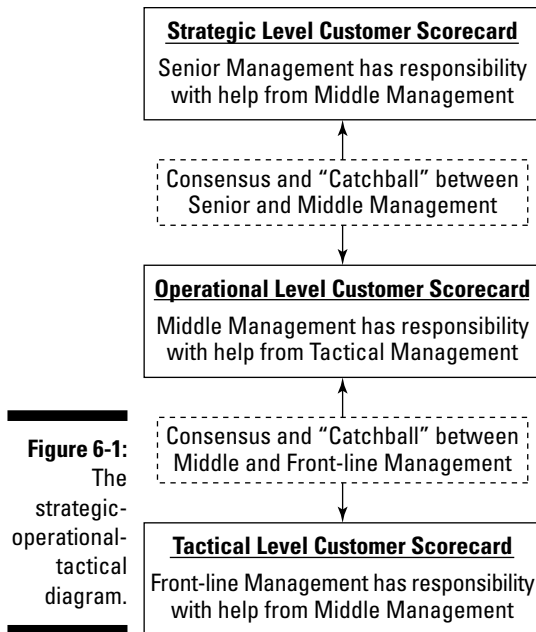 Strategic Level Customer Scorecard
Senior Management has responsibility
with help from Middle Management
Consensus and “Catchball” between
Senior and Middle Management
Operational Level Customer Scorecard
Middle Management has responsibility
with help from Tactical Management
Consensus and “Catchball” between
Middle and Front-line Management
Tactical Level Customer Scorecard
Front-line Management has responsibility
with help from Middle Management
Figure 6-1:
The
strategic-
operational-
tactical
diagram.